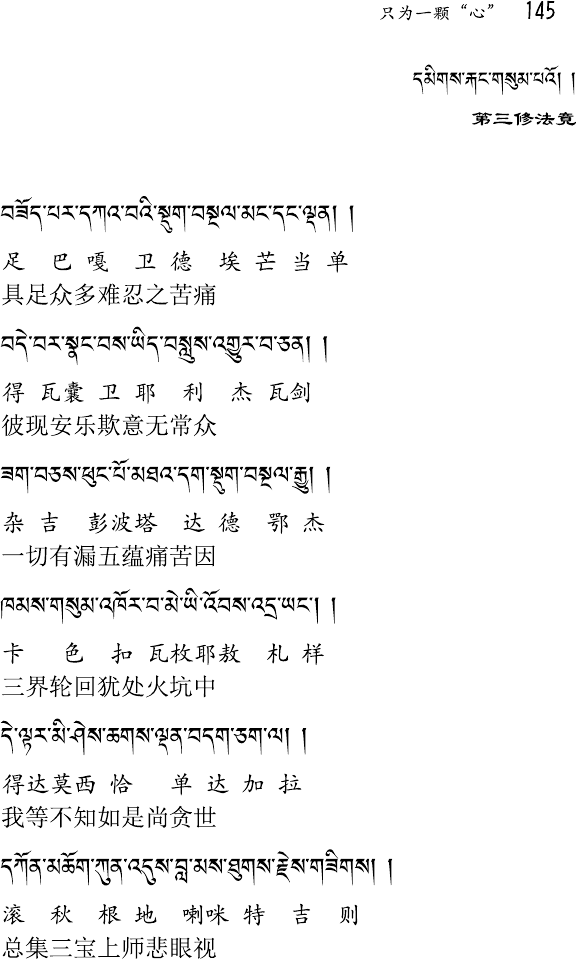 只为一颗“心” 145
དམིགས་རྐང་གསུམ་པའོ། །
第三修法竟
བཟོད་པར་དཀའ་བའི་སྡུག་བསྔལ་མང་དང་ལྡན། །
足 巴 嘎 卫 德 埃 芒 当 单
具足众多难忍之苦痛
བདེ་བར་སྣང་བས་ཡིད་བསླུས་འགྱུར་བ་ཅན། །
得 瓦囊 卫 耶 利 杰 瓦剑
彼现安乐欺意无常众
ཟག་བཅས་ཕུང་པོ་མཐའ་དག་སྡུག་བསྔལ་རྒྱུ། །
杂 吉 彭波塔 达 德 鄂 杰
一切有漏五蕴痛苦因
ཁམས་གསུམ་འཁོར་བ་མེ་ཡི་འོབས་འདྲ་ཡང་། །
卡 色 扣 瓦枚耶敖 札 样
三界轮回犹处火坑中
དེ་ལྟར་མི་ཤེས་ཆགས་ལྡན་བདག་ཅག་ལ། །
得达莫西 恰 单 达 加 拉
我等不知如是尚贪世
དཀོན་མཆོག་ཀུན་འདུས་བླ་མས་ཐུགས་རྗེས་གཟིགས། །
滚 秋 根 地 喇咪 特 吉 则
总集三宝上师悲眼视